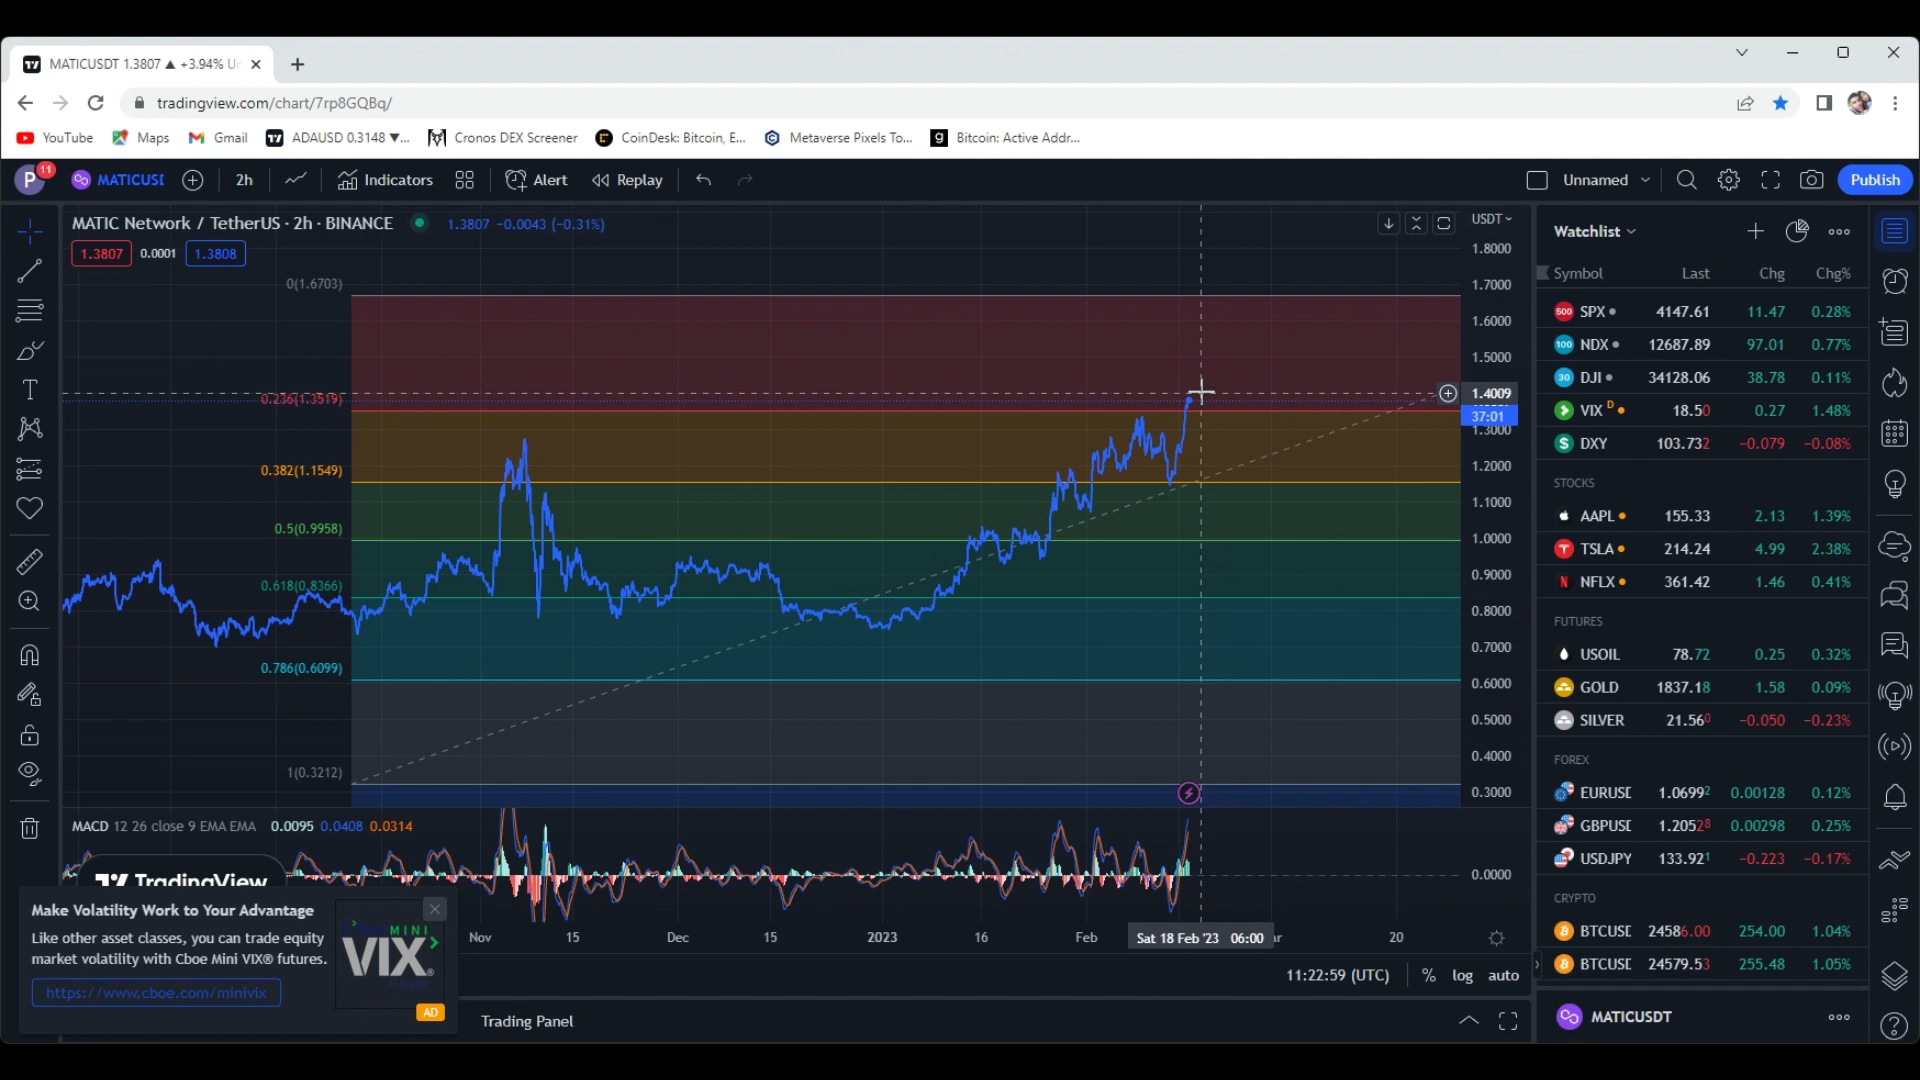 MATICUSDT 1.3807 ▲ +3.94% Ur
tradingview.com/chart/7rp8GQBq/
YouTube Maps Gmail ADAUSD 0.3148 ▼... Cronos DEX Screener CoinDesk: Bitcoin, E... Metaverse Pixels To... Bitcoin: Active Addr...
P 11 MATICUSI 2h Indicators Alert Replay Unnamed Publish
MATIC Network / TetherUS · 2h · BINANCE 1.3807 −0.0043 (−0.31%)
1.3807 0.0001 1.3808
USDT
1.8000
1.7000
1.6000
1.5000
1.4009
37:01
1.3000
1.2000
1.1000
1.0000
0.9000
0.8000
0.7000
0.6000
0.5000
0.4000
0.3000
0(1.6703)
0.236(1.3519)
0.382(1.1549)
0.5(0.9958)
0.618(0.8366)
0.786(0.6099)
1(0.3212)
MACD 12 26 close 9 EMA EMA 0.0095 0.0408 0.0314
0.0000
TradingView
Nov 15 Dec 15 2023 16 Feb Sat 18 Feb '23 06:00 ar 20
Make Volatility Work to Your Advantage
Like other asset classes, you can trade equity
market volatility with Cboe Mini VIX® futures.
https://www.cboe.com/minivix
MINI
VIX®
AD
11:22:59 (UTC) % log auto
Trading Panel
Watchlist
Symbol Last Chg Chg%
500 SPX 4147.61 11.47 0.28%
100 NDX 12687.89 97.01 0.77%
30 DJI 34128.06 38.78 0.11%
VIX D 18.50 0.27 1.48%
DXY 103.732 −0.079 −0.08%
STOCKS
AAPL 155.33 2.13 1.39%
TSLA 214.24 4.99 2.38%
N NFLX 361.42 1.46 0.41%
FUTURES
USOIL 78.72 0.25 0.32%
GOLD 1837.18 1.58 0.09%
SILVER 21.560 −0.050 −0.23%
FOREX
EURUSD 1.06992 0.00128 0.12%
GBPUSD 1.20528 0.00298 0.25%
USDJPY 133.921 −0.223 −0.17%
CRYPTO
BTCUSD 24586.00 254.00 1.04%
BTCUSD 24579.53 255.48 1.05%
MATICUSDT